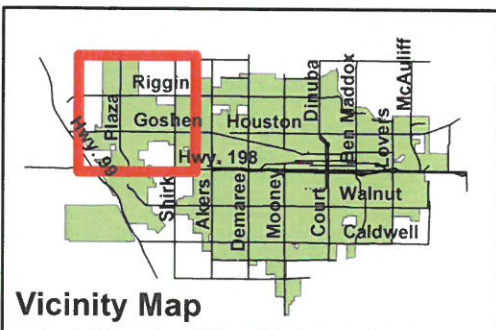 Riggin
Plaza
Goshen
Houston
Hwy. 99
Hwy. 198
Shirk
Akers
Demaree
Mooney
Court
Dinuba
Ben Maddox
Lovers
McAuliff
Walnut
Caldwell
Vicinity Map